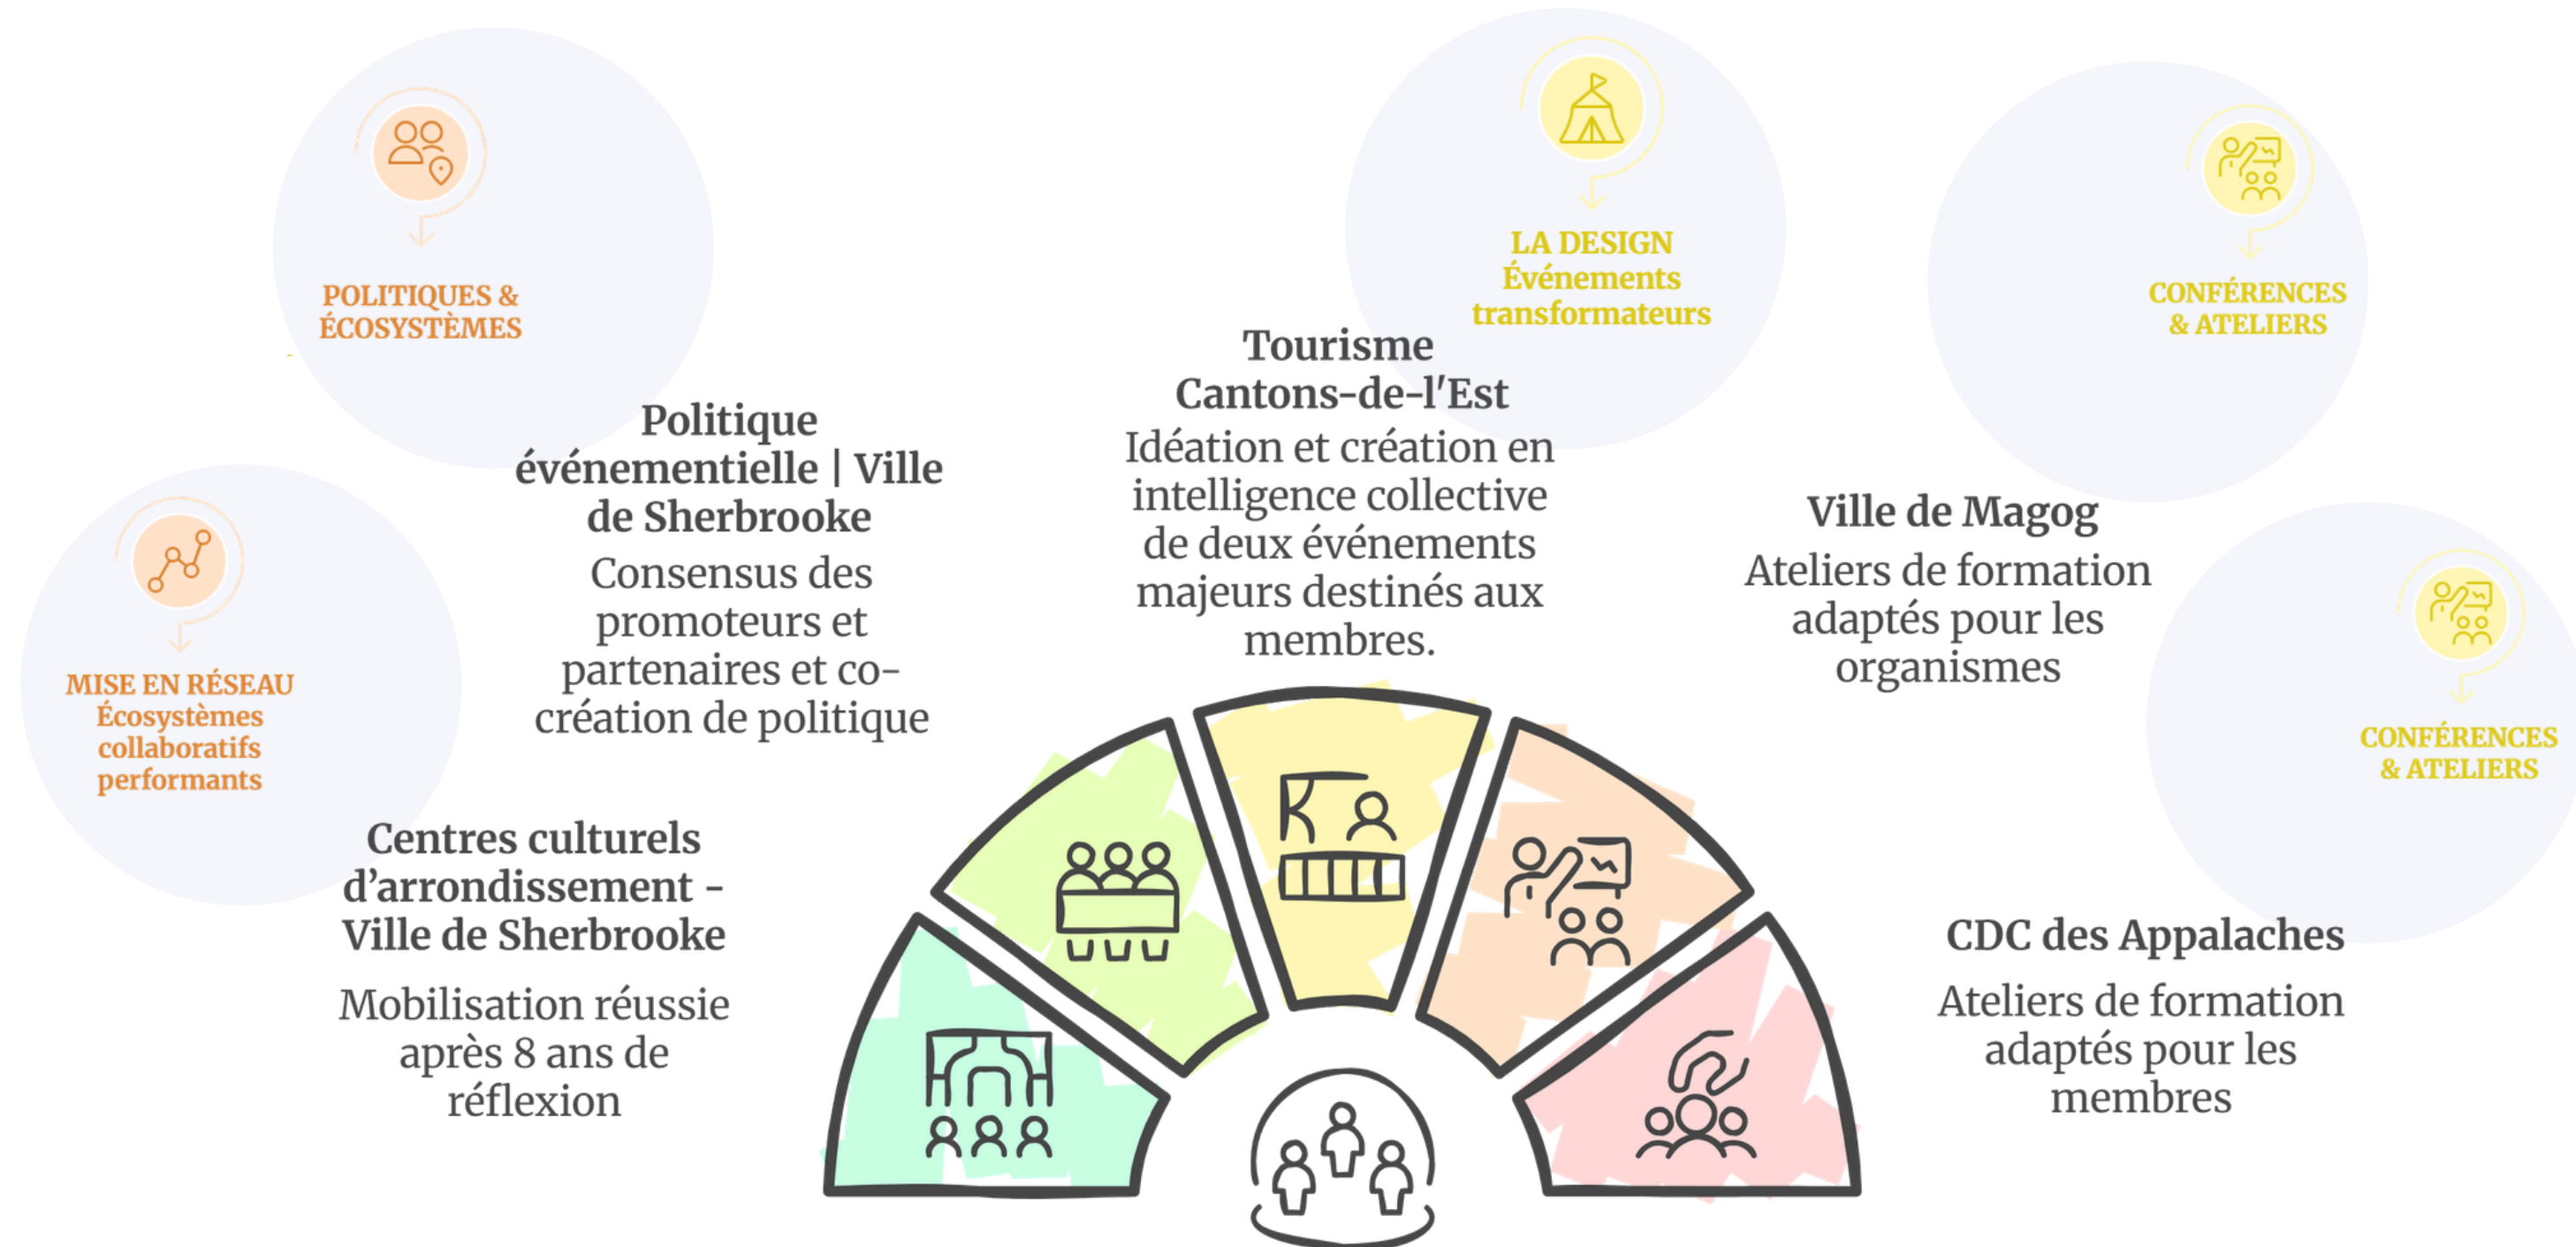 POLITIQUES &
ÉCOSYSTÈMES
LA DESIGN
Événements
transformateurs
CONFÉRENCES
& ATELIERS
MISE EN RÉSEAU
Écosystèmes
collaboratifs
performants
Politique
événementielle | Ville
de Sherbrooke
Consensus des
promoteurs et
partenaires et co-
création de politique
Tourisme
Cantons-de-l'Est
Idéation et création en
intelligence collective
de deux événements
majeurs destinés aux
membres.
Ville de Magog
Ateliers de formation
adaptés pour les
organismes
CONFÉRENCES
& ATELIERS
Centres culturels
d’arrondissement -
Ville de Sherbrooke
Mobilisation réussie
après 8 ans de
réflexion
CDC des Appalaches
Ateliers de formation
adaptés pour les
membres